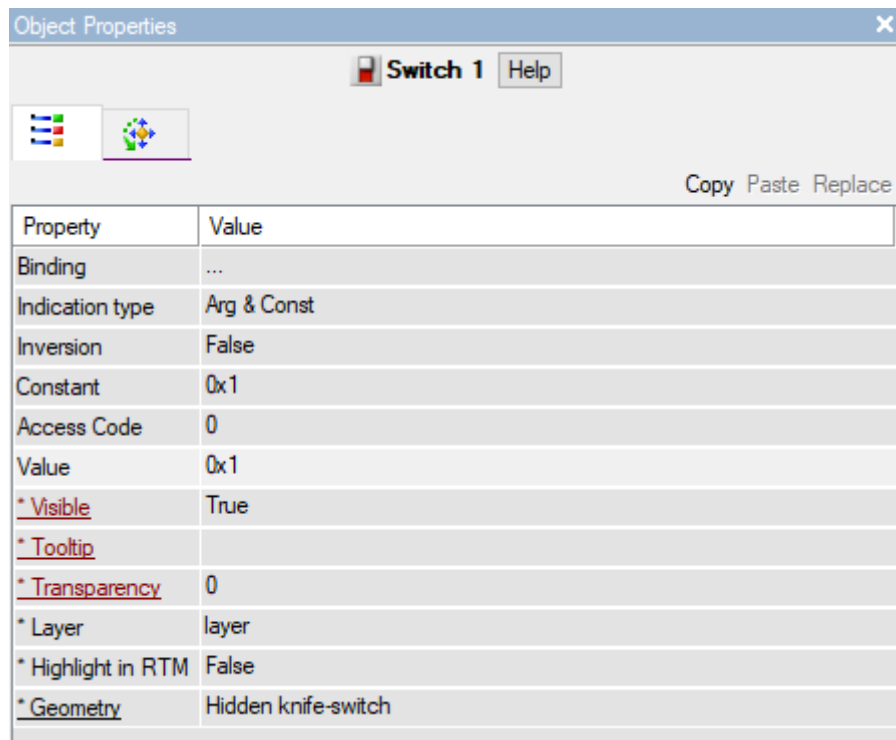 Object Properties
Switch 1 Help
Copy Paste Replace
Property Value
Binding ...
Indication type Arg & Const
Inversion False
Constant 0x1
Access Code 0
Value 0x1
* Visible True
* Tooltip
* Transparency 0
* Layer layer
* Highlight in RTM False
* Geometry Hidden knife-switch